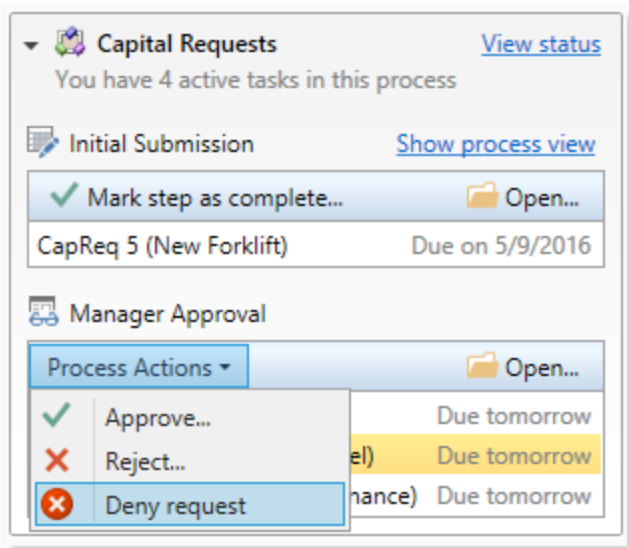 Capital Requests View status
You have 4 active tasks in this process
Initial Submission Show process view
Mark step as complete... Open...
CapReq 5 (New Forklift) Due on 5/9/2016
Manager Approval
Process Actions Open...
Approve... Due tomorrow
Reject... el) Due tomorrow
Deny request nance) Due tomorrow